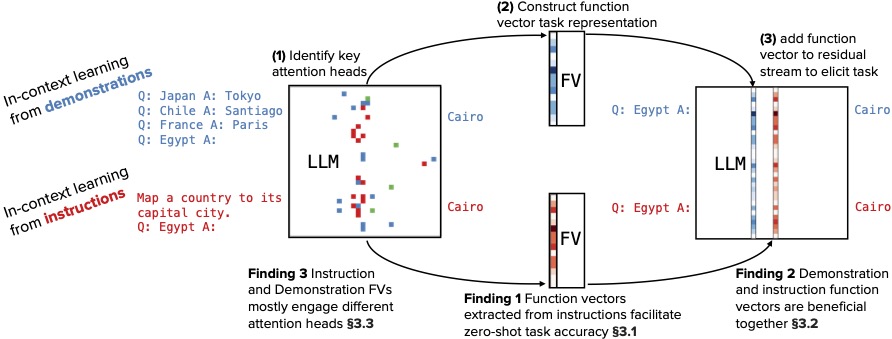 In-context learning
from demonstrations
Q: Japan A: Tokyo
Q: Chile A: Santiago
Q: France A: Paris
Q: Egypt A:
In-context learning
from instructions
Map a country to its
capital city.
Q: Egypt A:
(1) Identify key
attention heads
LLM
Cairo
Cairo
Finding 3 Instruction
and Demonstration FVs
mostly engage different
attention heads §3.3
(2) Construct function
vector task representation
FV
FV
Finding 1 Function vectors
extracted from instructions facilitate
zero-shot task accuracy §3.1
(3) add function
vector to residual
stream to elicit task
Q: Egypt A:
Q: Egypt A:
LLM
Cairo
Cairo
Finding 2 Demonstration
and instruction function
vectors are beneficial
together §3.2